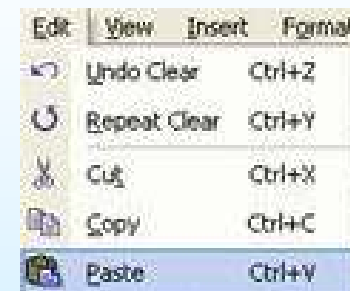 Edit View Insert Format
Undo Clear Ctrl+Z
Repeat Clear Ctrl+Y
Cut Ctrl+X
Copy Ctrl+C
Paste Ctrl+V